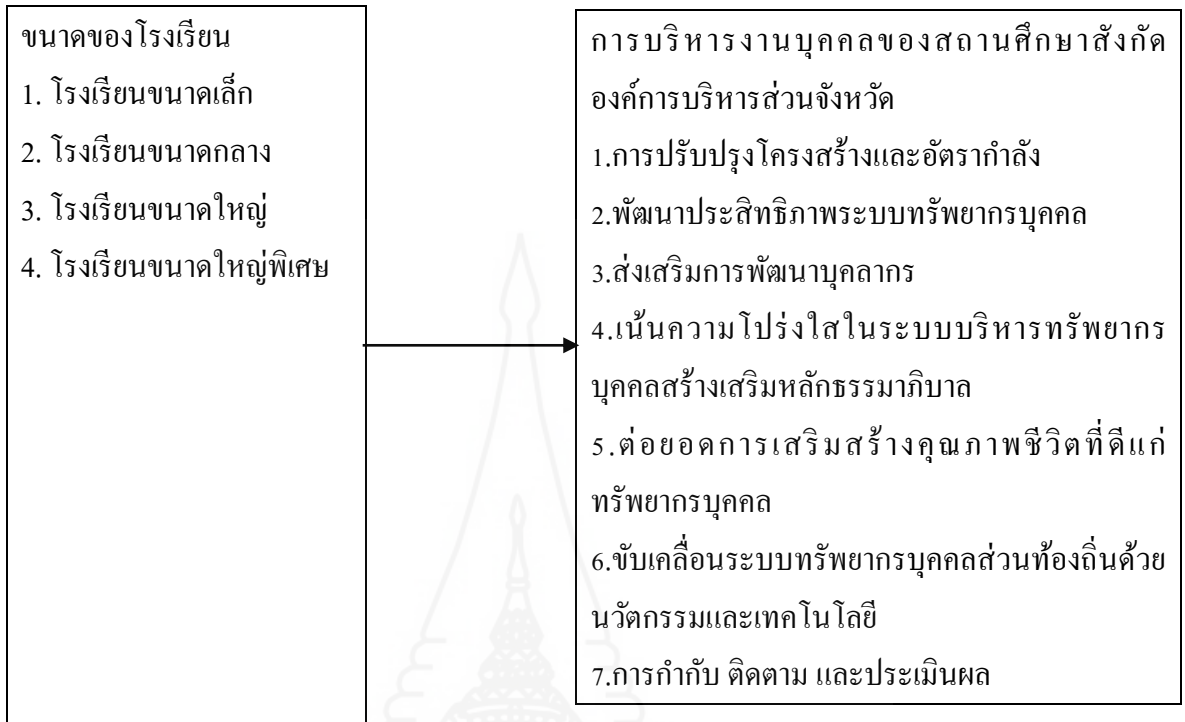 ขนาดของโรงเรียน
1. โรงเรียนขนาดเล็ก
2. โรงเรียนขนาดกลาง
3. โรงเรียนขนาดใหญ่
4. โรงเรียนขนาดใหญ่พิเศษ
การบริหารงานบุคคลของสถานศึกษาสังกัด
องค์การบริหารส่วนจังหวัด
1.การปรับปรุงโครงสร้างและอัตรากำลัง
2.พัฒนาประสิทธิภาพระบบทรัพยากรบุคคล
3.ส่งเสริมการพัฒนาบุคลากร
4.เน้นความโปร่งใสในระบบบริหารทรัพยากร
บุคคลสร้างเสริมหลักธรรมาภิบาล
5.ต่อยอดการเสริมสร้างคุณภาพชีวิตที่ดีแก่
ทรัพยากรบุคคล
6.ขับเคลื่อนระบบทรัพยากรบุคคลส่วนท้องถิ่นด้วย
นวัตกรรมและเทคโนโลยี
7.การกำกับ ติดตาม และประเมินผล